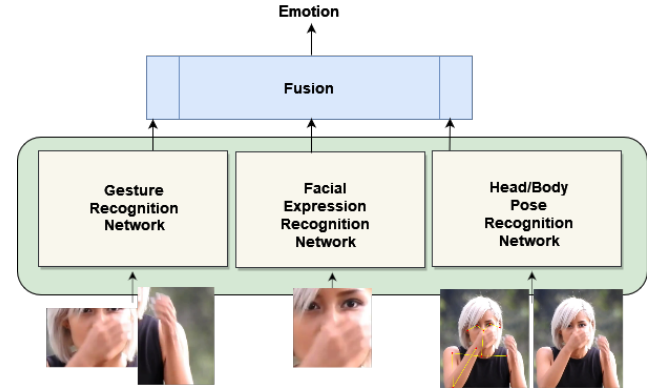 Emotion
Fusion
Gesture
Recognition
Network
Facial
Expression
Recognition
Network
Head/Body
Pose
Recognition
Network